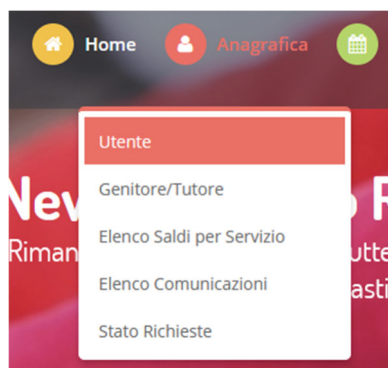 Home Anagrafica
Utente
Genitore/Tutore
Elenco Saldi per Servizio
Elenco Comunicazioni
Stato Richieste